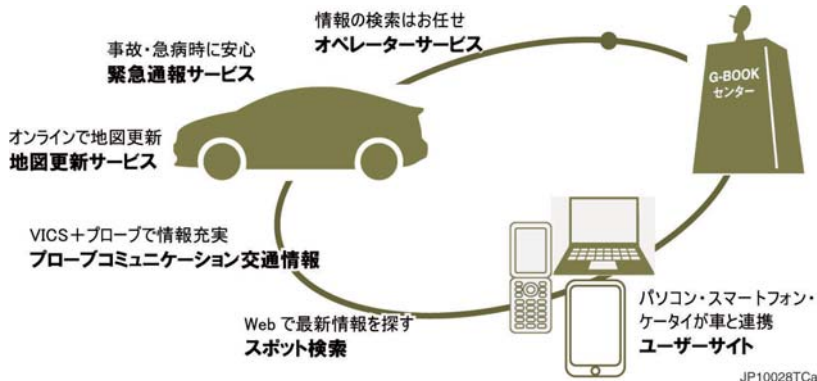 情報の検索はお任せ
オペレーターサービス
事故・急病時に安心
緊急通報サービス
G-BOOK
センター
オンラインで地図更新
地図更新サービス
VICS＋プローブで情報充実
プローブコミュニケーション交通情報
パソコン・スマートフォン・
ケータイが車と連携
ユーザーサイト
Webで最新情報を探す
スポット検索
JP10028TCa